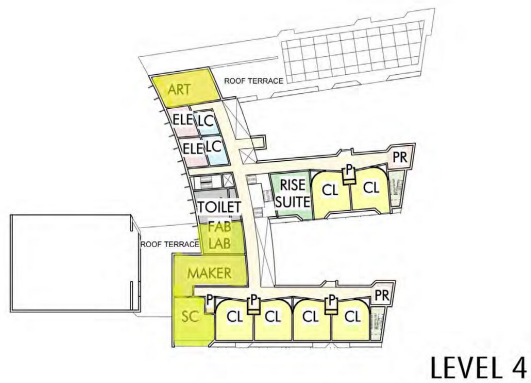 ROOF TERRACE
ART
ELE LC
ELE LC
PR
P
RISE
SUITE
CL CL
TOILET
FAB
LAB
ROOF TERRACE
MAKER
PR
P P P
SC
CL CL CL CL
LEVEL 4